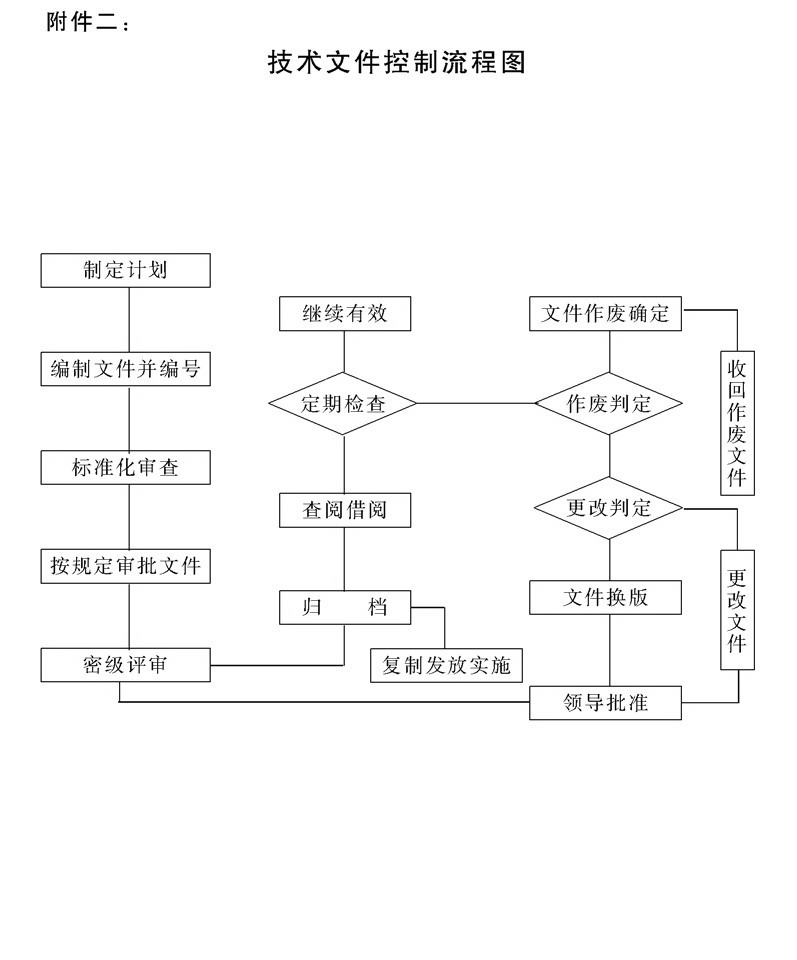 附件二：
技术文件控制流程图
制定计划
编制文件并编号
标准化审查
按规定审批文件
密级评审
继续有效
定期检查
查阅借阅
归 档
复制发放实施
文件作废确定
作废判定
更改判定
文件换版
领导批准
收回作废文件
更改文件